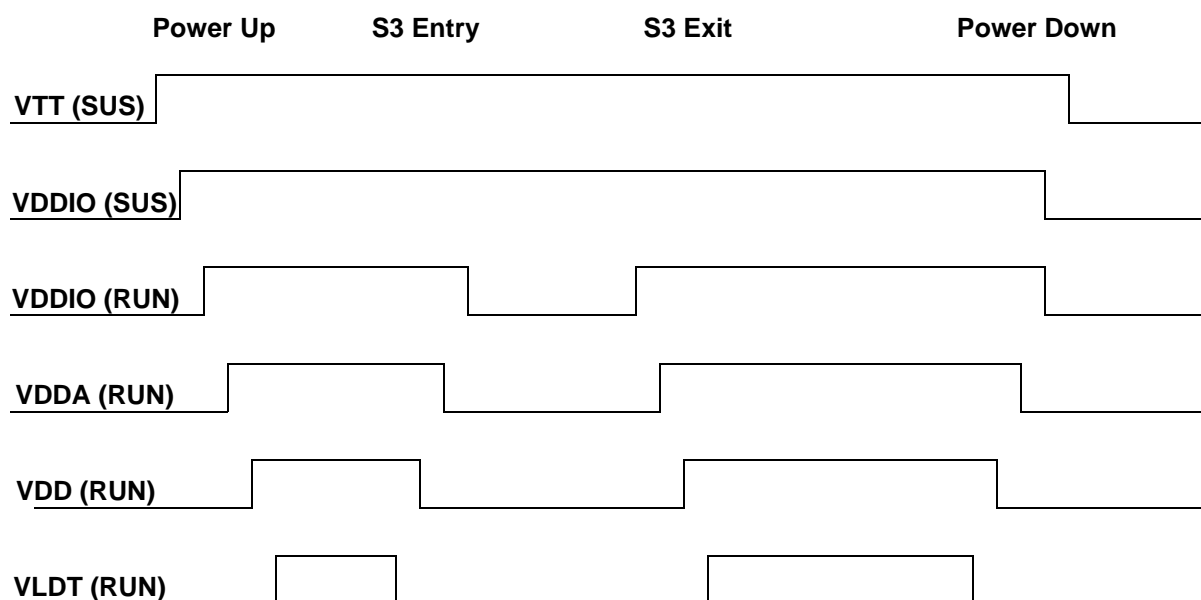 Power Up S3 Entry S3 Exit Power Down
VTT (SUS)
VDDIO (SUS)
VDDIO (RUN)
VDDA (RUN)
VDD (RUN)
VLDT (RUN)